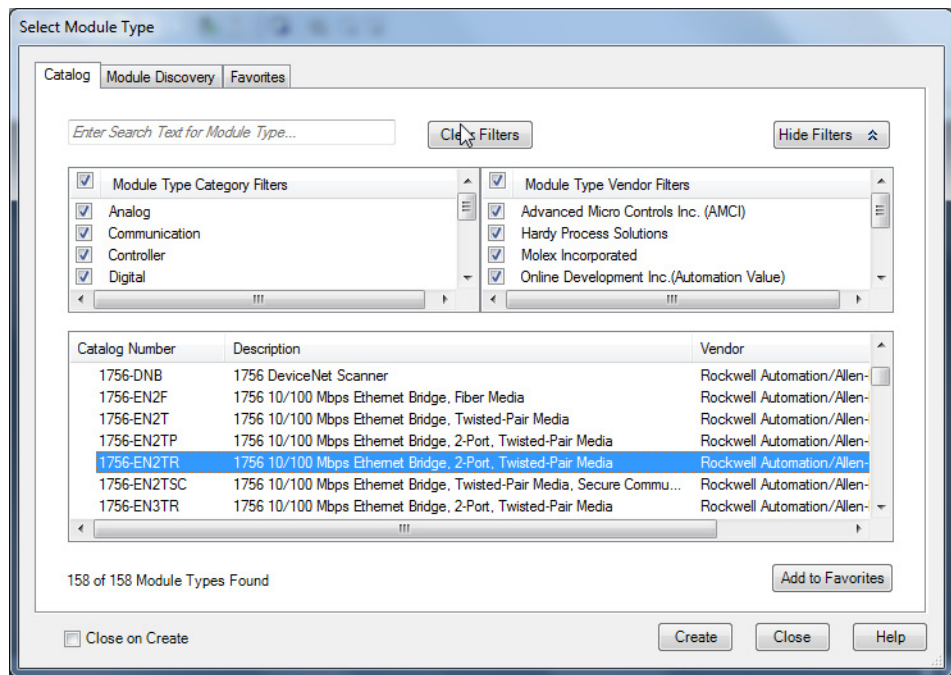 Select Module Type
Catalog Module Discovery Favorites
Enter Search Text for Module Type... Filters Hide Filters
Module Type Category Filters Module Type Vendor Filters
Analog Advanced Micro Controls Inc. (AMCI)
Communication Hardy Process Solutions
Controller Molex Incorporated
Digital Online Development Inc.(Automation Value)
Catalog Number Description Vendor
1756-DNB 1756 DeviceNet Scanner Rockwell Automation/Allen-
1756-EN2F 1756 10/100 Mbps Ethernet Bridge, Fiber Media Rockwell Automation/Allen-
1756-EN2T 1756 10/100 Mbps Ethernet Bridge, Twisted-Pair Media Rockwell Automation/Allen-
1756-EN2TP 1756 10/100 Mbps Ethernet Bridge, 2-Port, Twisted-Pair Media Rockwell Automation/Allen-
1756-EN2TR 1756 10/100 Mbps Ethernet Bridge, 2-Port, Twisted-Pair Media Rockwell Automation/Allen-
1756-EN2TSC 1756 10/100 Mbps Ethernet Bridge, Twisted-Pair Media, Secure Commu... Rockwell Automation/Allen-
1756-EN3TR 1756 10/100 Mbps Ethernet Bridge, 2-Port, Twisted-Pair Media Rockwell Automation/Allen-
158 of 158 Module Types Found Add to Favorites
Close on Create Create Close Help